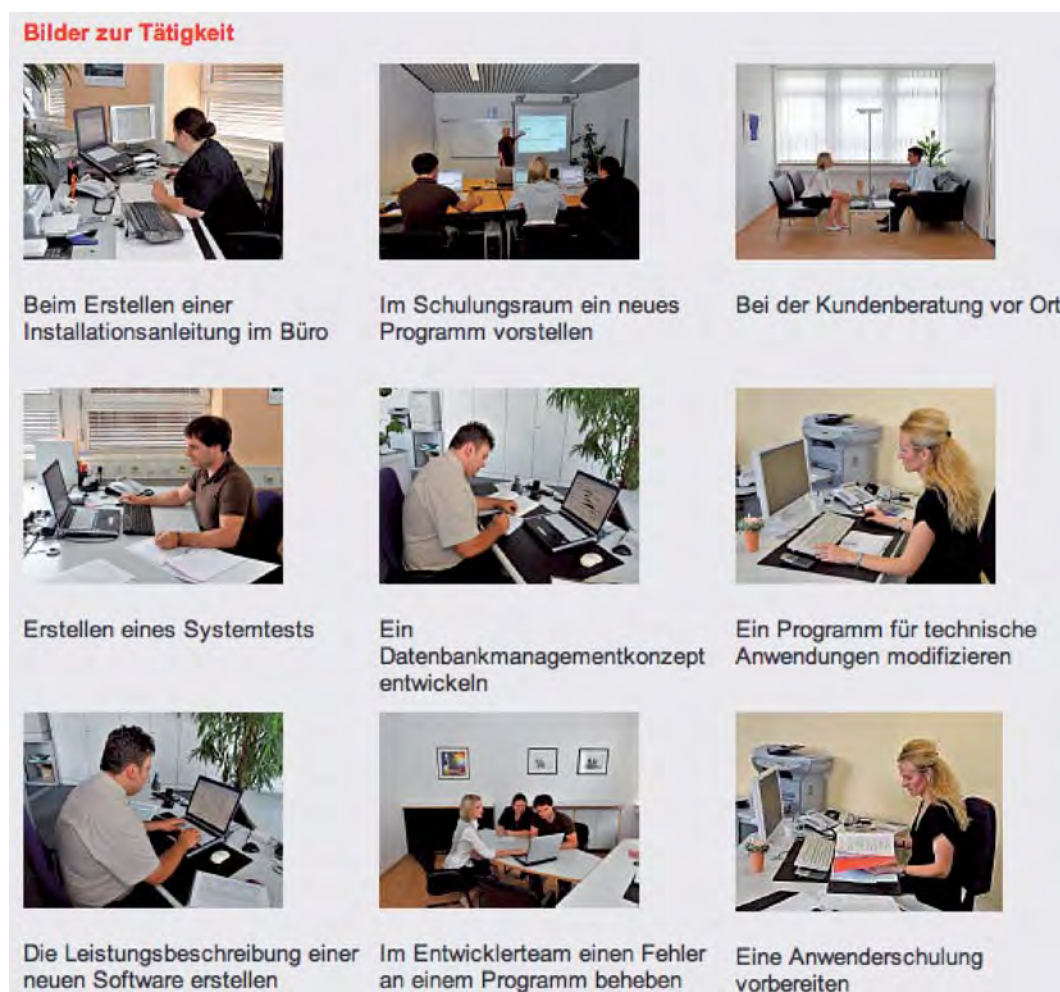 Bilder zur Tätigkeit
Beim Erstellen einer
Installationsanleitung im Büro
Im Schulungsraum ein neues
Programm vorstellen
Bei der Kundenberatung vor Ort
Erstellen eines Systemtests
Ein
Datenbankmanagementkonzept
entwickeln
Ein Programm für technische
Anwendungen modifizieren
Die Leistungsbeschreibung einer
neuen Software erstellen
Im Entwicklerteam einen Fehler
an einem Programm beheben
Eine Anwenderschulung
vorbereiten